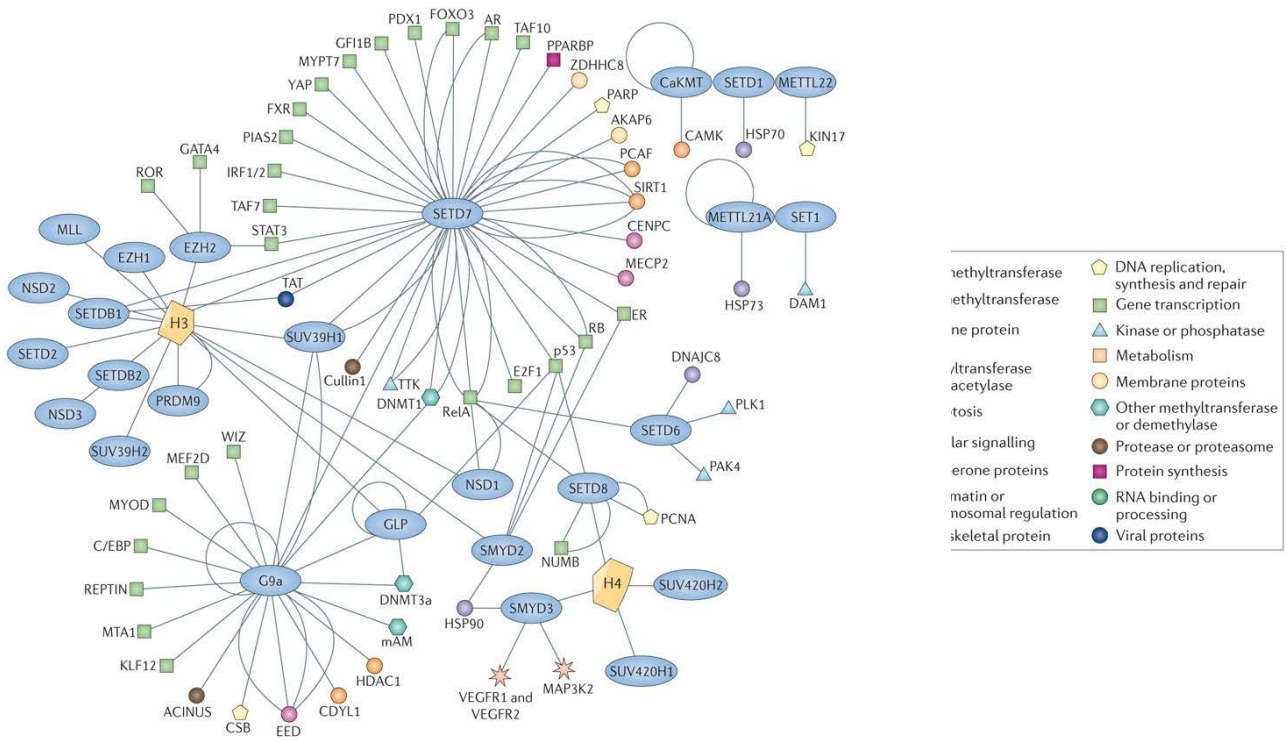 FOXO3
PDX1
AR
GFI1B
TAF10
MYPT7
PPARBP
ZDHHC8
YAP
PARP
FXR
AKAP6
PIAS2
PCAF
IRF1/2
SIRT1
TAF7
SETD7
CENPC
STAT3
MECP2
GATA4
ROR
MLL
EZH1
EZH2
NSD2
TAT
SETDB1
H3
SUV39H1
ER
RB
SETD2
p53
SETDB2
Cullin1
TTK
E2F1
DNMT1
RelA
NSD3
PRDM9
SUV39H2
CaKMT
SETD1
METTL22
CAMK
HSP70
KIN17
METTL21A
SET1
HSP73
DAM1
DNAJC8
PLK1
SETD6
PAK4
WIZ
MEF2D
NSD1
SETD8
MYOD
PCNA
GLP
C/EBP
SMYD2
NUMB
G9a
H4
SUV420H2
REPTIN
DNMT3a
SMYD3
HSP90
MTA1
mAM
KLF12
HDAC1
SUV420H1
VEGFR1 and
VEGFR2
MAP3K2
ACINUS
CSB
EED
CDYL1
nethyltransferase
ethyltransferase
ne protein
yltransferase
acetylase
tosis
lar signalling
erone proteins
matin or
nosomal regulation
skeletal protein
DNA replication,
synthesis and repair
Gene transcription
Kinase or phosphatase
Metabolism
Membrane proteins
Other methyltransferase
or demethylase
Protease or proteasome
Protein synthesis
RNA binding or
processing
Viral proteins